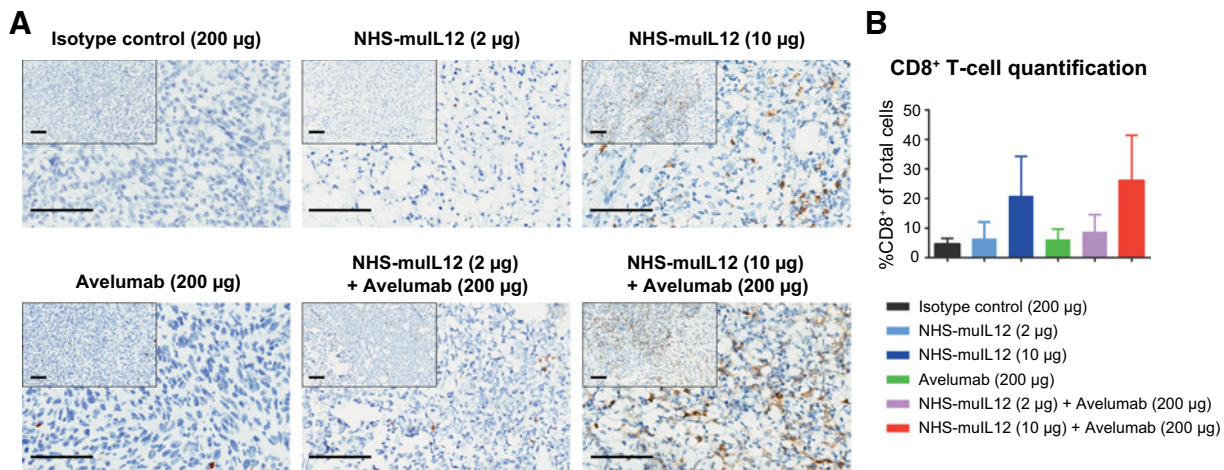 A
Isotype control (200 µg)
NHS-muIL12 (2 µg)
NHS-muIL12 (10 µg)
Avelumab (200 µg)
NHS-muIL12 (2 µg)
+ Avelumab (200 µg)
NHS-muIL12 (10 µg)
+ Avelumab (200 µg)
B
CD8⁺ T-cell quantification
%CD8⁺ of Total cells
50
40
30
20
10
0
Isotype control (200 µg)
NHS-muIL12 (2 µg)
NHS-muIL12 (10 µg)
Avelumab (200 µg)
NHS-muIL12 (2 µg) + Avelumab (200 µg)
NHS-muIL12 (10 µg) + Avelumab (200 µg)